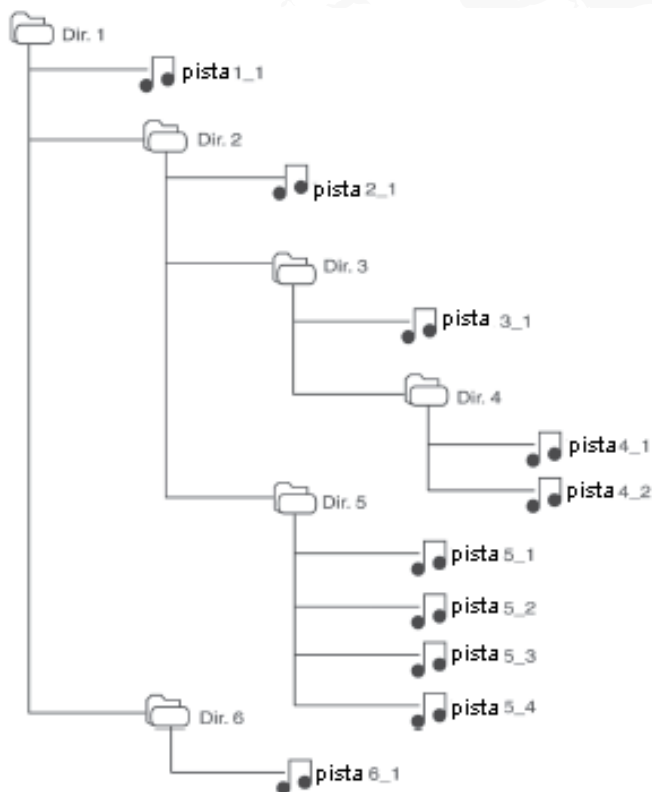 Dir. 1
pista 1_1
Dir. 2
pista 2_1
Dir. 3
pista 3_1
Dir. 4
pista 4_1
pista 4_2
Dir. 5
pista 5_1
pista 5_2
pista 5_3
pista 5_4
Dir. 6
pista 6_1